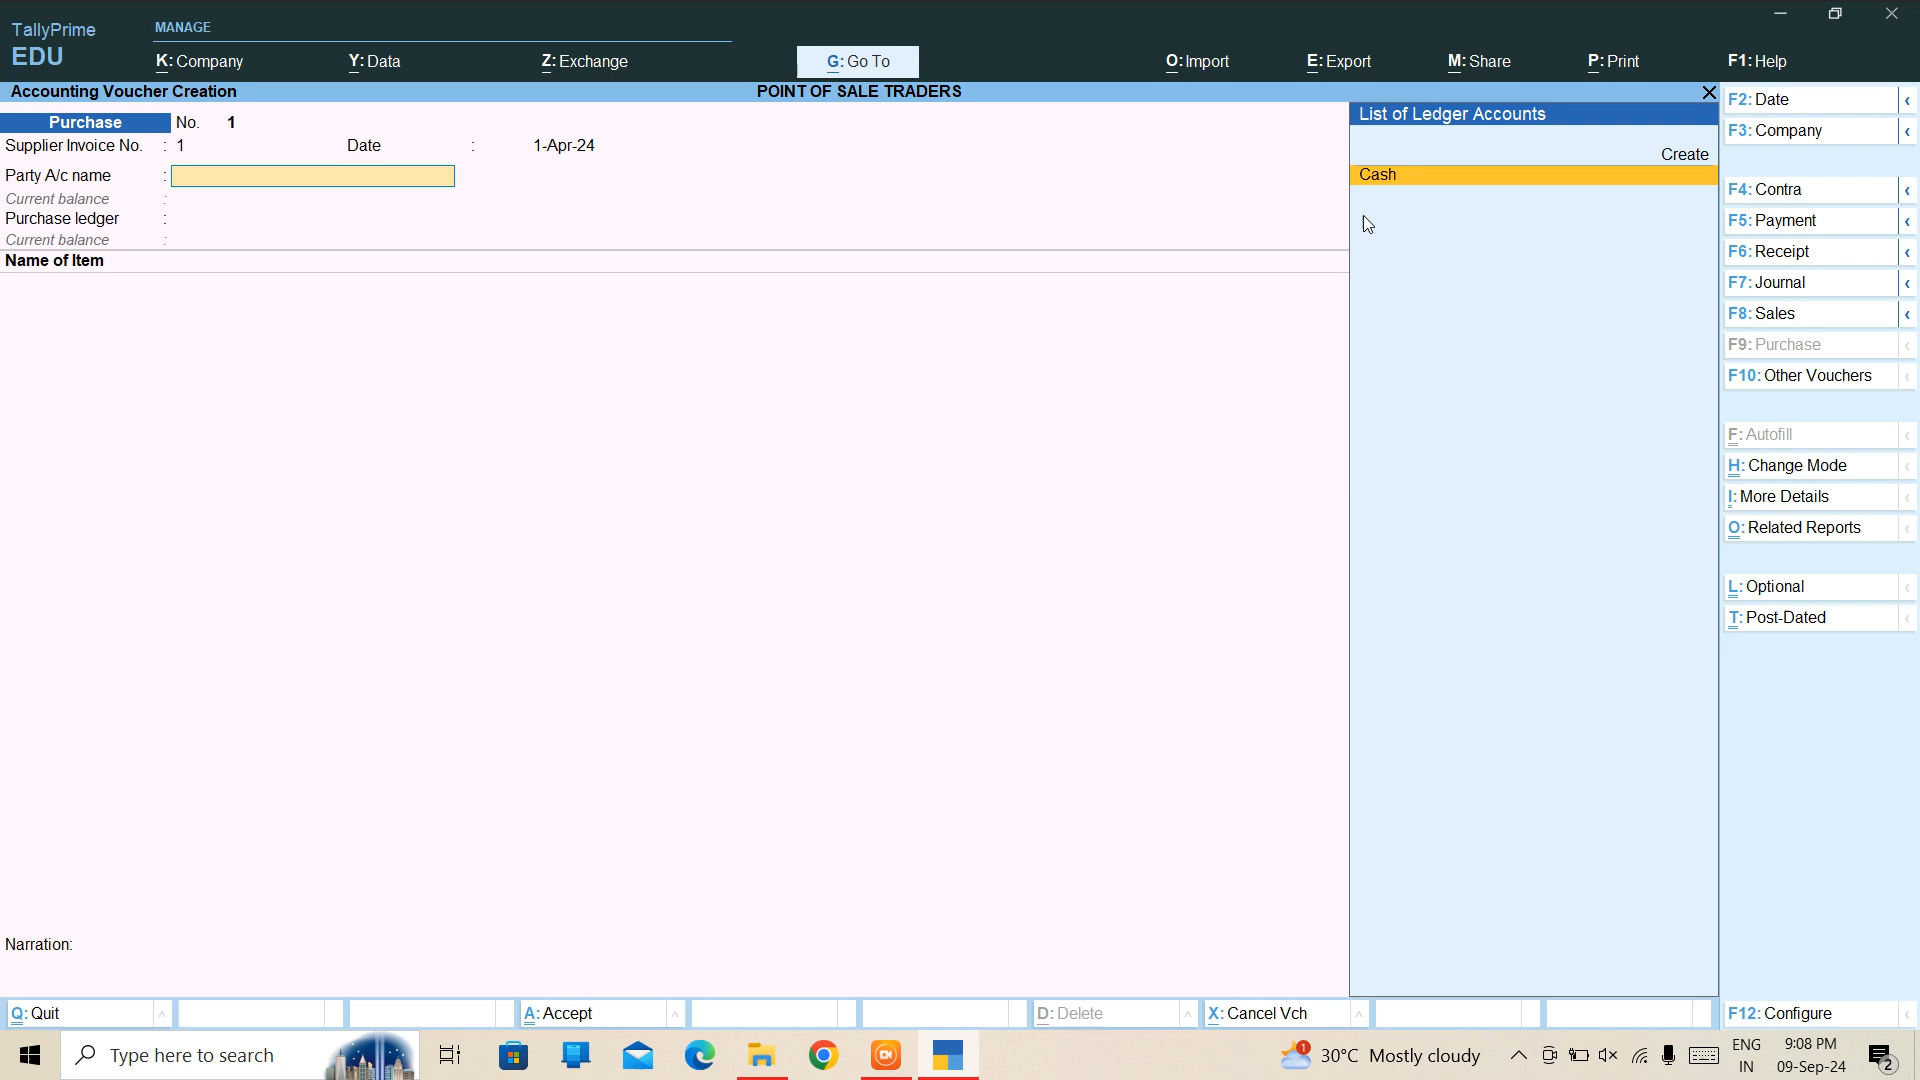 TallyPrime
EDU
MANAGE
K: Company
Y: Data
Z: Exchange
G: Go To
O: Import
E: Export
M: Share
P: Print
F1: Help
Accounting Voucher Creation
POINT OF SALE TRADERS
Purchase No. 1
Supplier Invoice No. : 1 Date : 1-Apr-24
Party A/c name :
Current balance :
Purchase ledger :
Current balance :
Name of Item
Narration:
List of Ledger Accounts
Create
Cash
F2: Date
F3: Company
F4: Contra
F5: Payment
F6: Receipt
F7: Journal
F8: Sales
F9: Purchase
F10: Other Vouchers
F: Autofill
H: Change Mode
I: More Details
O: Related Reports
L: Optional
T: Post-Dated
F12: Configure
Q: Quit
A: Accept
D: Delete
X: Cancel Vch
Type here to search
1
30°C Mostly cloudy
ENG
IN
9:08 PM
09-Sep-24
2